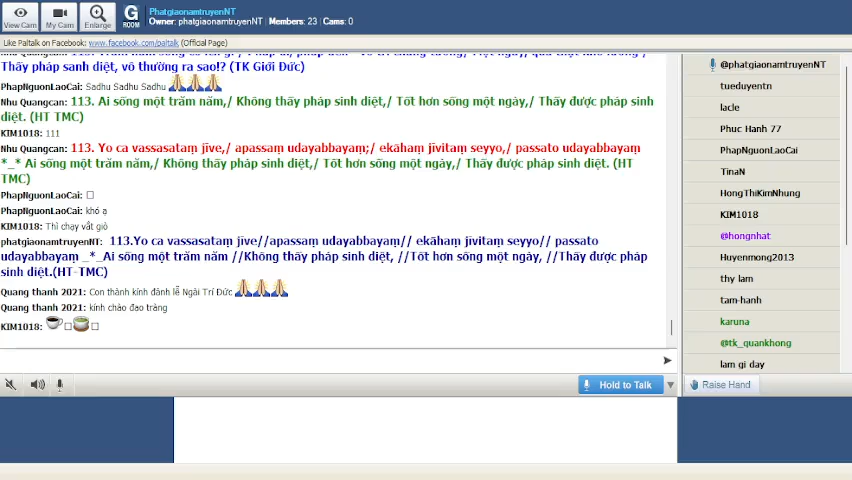 View Cam
My Cam
Enlarge
G
ROOM
PhatgiaonamtruyenNT
Owner: phatgiaonamtruyenNT | Members: 23 | Cams: 0
Like Paltalk on Facebook: www.facebook.com/paltalk (Official Page)
Thấy pháp sanh diệt, vô thường ra sao!? (TK Giới Đức)
PhapNguonLaoCai: Sadhu Sadhu Sadhu
Nhu Quangcan: 113. Ai sống một trăm năm,/ Không thấy pháp sinh diệt,/ Tốt hơn sống một ngày,/ Thấy được pháp sinh
diệt. (HT TMC)
KIM1018: 111
Nhu Quangcan: 113. Yo ca vassasataṃ jīve,/ apassaṃ udayabbayaṃ;/ ekāhaṃ jīvitaṃ seyyo,/ passato udayabbayaṃ
*_* Ai sống một trăm năm,/ Không thấy pháp sinh diệt,/ Tốt hơn sống một ngày,/ Thấy được pháp sinh diệt. (HT
TMC)
PhapNguonLaoCai:
PhapNguonLaoCai: khó ạ
KIM1018: Thì chạy vắt giò
phatgiaonamtruyenNT: 113.Yo ca vassasataṃ jīve//apassaṃ udayabbayaṃ// ekāhaṃ jīvitaṃ seyyo// passato
udayabbayaṃ _*_Ai sống một trăm năm //Không thấy pháp sinh diệt, //Tốt hơn sống một ngày, //Thấy được pháp
sinh diệt.(HT-TMC)
Quang thanh 2021: Con thành kính đảnh lễ Ngài Trí Đức
Quang thanh 2021: kính chào đạo tràng
KIM1018:
Hold to Talk
@phatgiaonamtruyenNT
tueduyentn
lacle
Phuc Hanh 77
PhapNguonLaoCai
TinaN
HongThiKimNhung
KIM1018
@hongnhat
Huyenmong2013
thy lam
tam-hanh
karuna
@tk_quankhong
lam gi day
Raise Hand